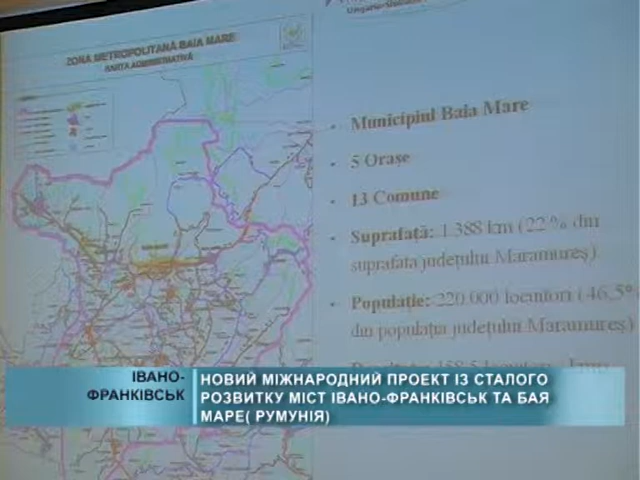 ZONA METROPOLITANĂ BAIA MARE
HARTA ADMINISTRATIVĂ
• Municipiul Baia Mare
• 5 Orașe
• 13 Comune
• Suprafață: 1.388 km (22 % din
suprafata județului Maramureș)
• Populație: 220.000 locuitori (46,5%
din populația județului Maramureș)
ІВАНО-
ФРАНКІВСЬК
НОВИЙ МІЖНАРОДНИЙ ПРОЕКТ ІЗ СТАЛОГО
РОЗВИТКУ МІСТ ІВАНО-ФРАНКІВСЬК ТА БАЯ
МАРЕ( РУМУНІЯ)